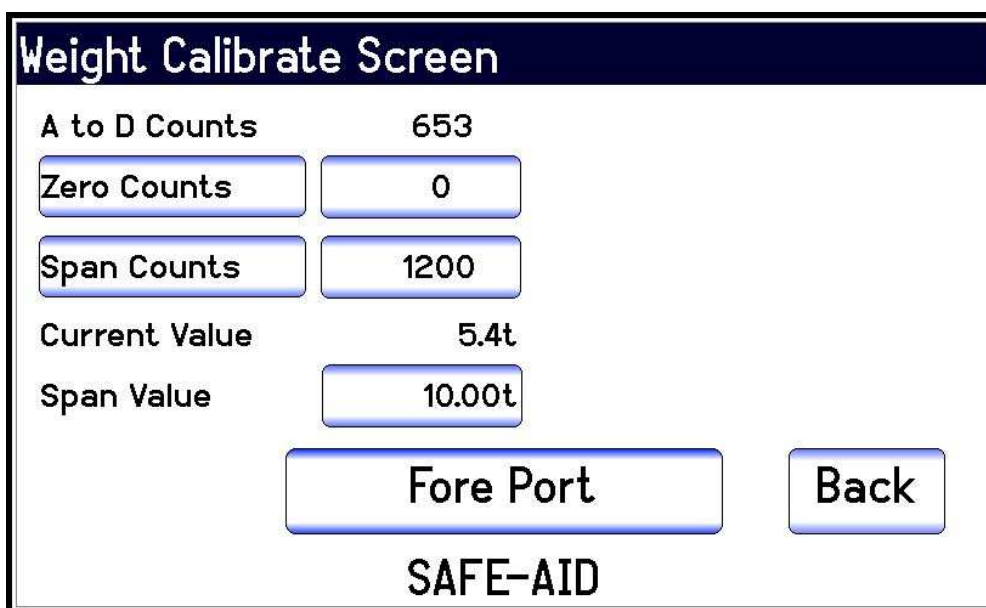 Weight Calibrate Screen
A to D Counts 653
Zero Counts 0
Span Counts 1200
Current Value 5.4t
Span Value 10.00t
Fore Port Back
SAFE-AID